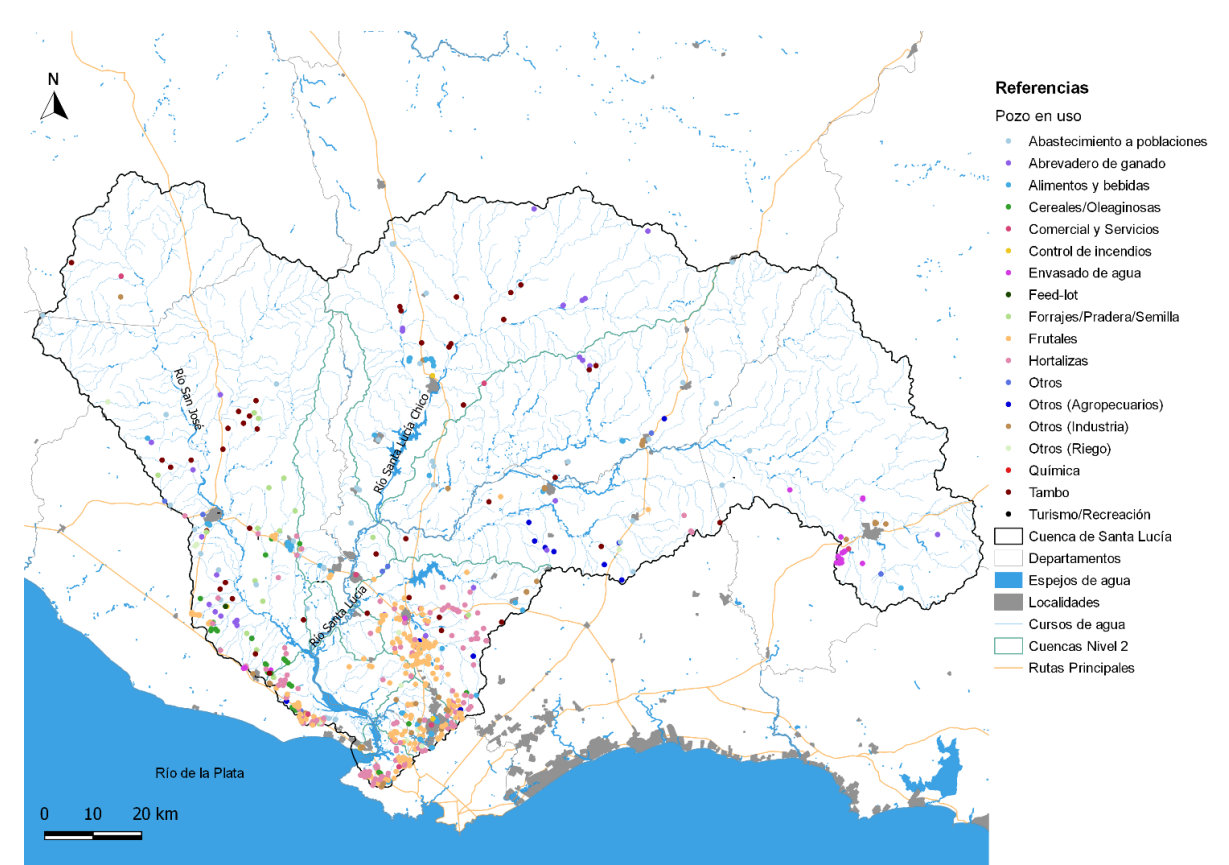 N
Río San José
Río Santa Lucía Chico
Río Santa Lucía
Río de la Plata
0 10 20 km
Referencias
Pozo en uso
Abastecimiento a poblaciones
Abrevadero de ganado
Alimentos y bebidas
Cereales/Oleaginosas
Comercial y Servicios
Control de incendios
Envasado de agua
Feed-lot
Forrajes/Pradera/Semilla
Frutales
Hortalizas
Otros
Otros (Agropecuarios)
Otros (Industria)
Otros (Riego)
Química
Tambo
Turismo/Recreación
Cuenca de Santa Lucía
Departamentos
Espejos de agua
Localidades
Cursos de agua
Cuencas Nivel 2
Rutas Principales